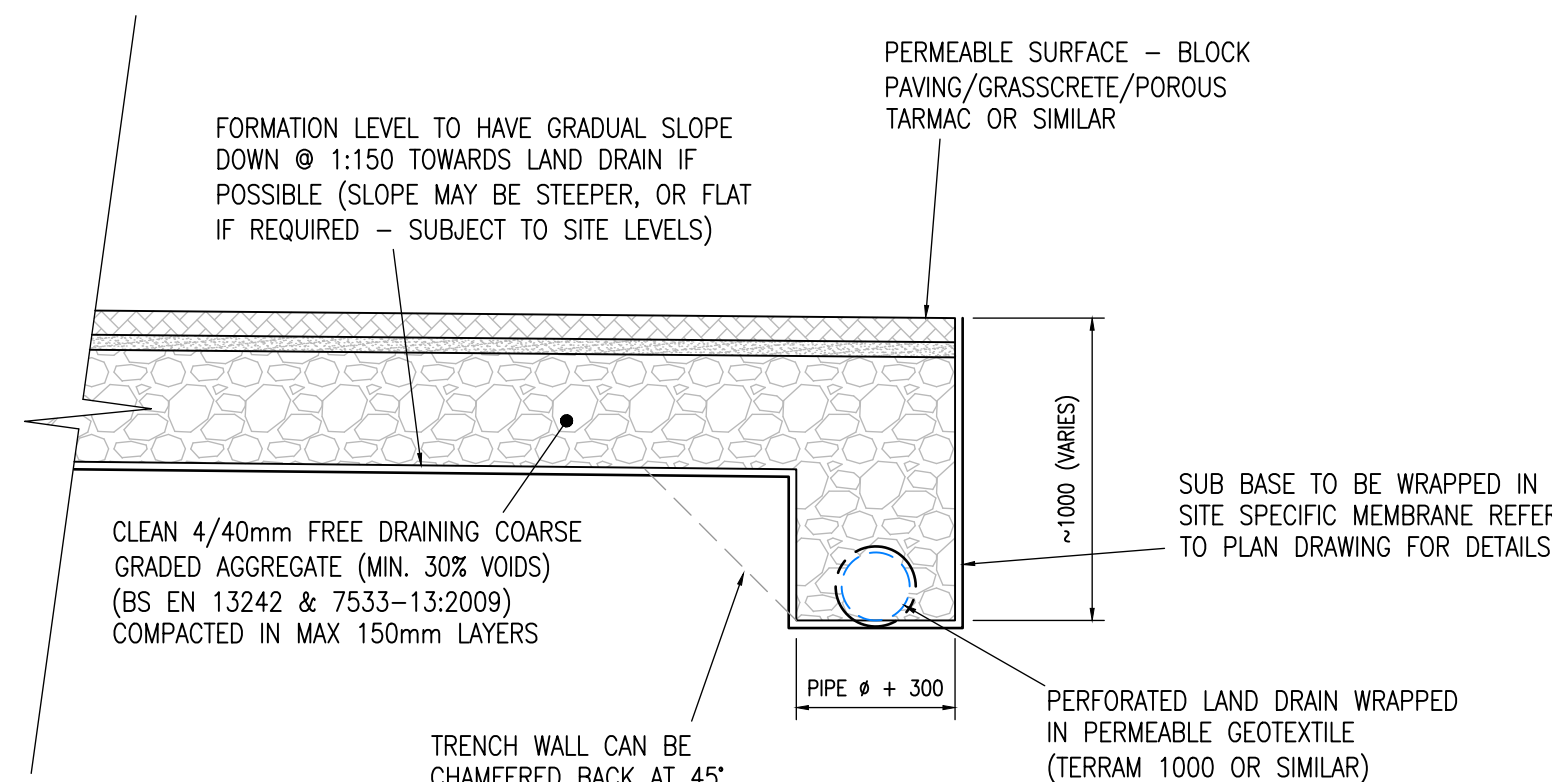 PERMEABLE SURFACE – BLOCK
PAVING/GRASSCRETE/POROUS
TARMAC OR SIMILAR
FORMATION LEVEL TO HAVE GRADUAL SLOPE
DOWN @ 1:150 TOWARDS LAND DRAIN IF
POSSIBLE (SLOPE MAY BE STEEPER, OR FLAT
IF REQUIRED – SUBJECT TO SITE LEVELS)
~1000 (VARIES)
SUB BASE TO BE WRAPPED IN
SITE SPECIFIC MEMBRANE REFER
TO PLAN DRAWING FOR DETAILS
CLEAN 4/40mm FREE DRAINING COARSE
GRADED AGGREGATE (MIN. 30% VOIDS)
(BS EN 13242 & 7533–13:2009)
COMPACTED IN MAX 150mm LAYERS
PIPE ø + 300
PERFORATED LAND DRAIN WRAPPED
IN PERMEABLE GEOTEXTILE
(TERRAM 1000 OR SIMILAR)
TRENCH WALL CAN BE
CHAMFERED BACK AT 45°